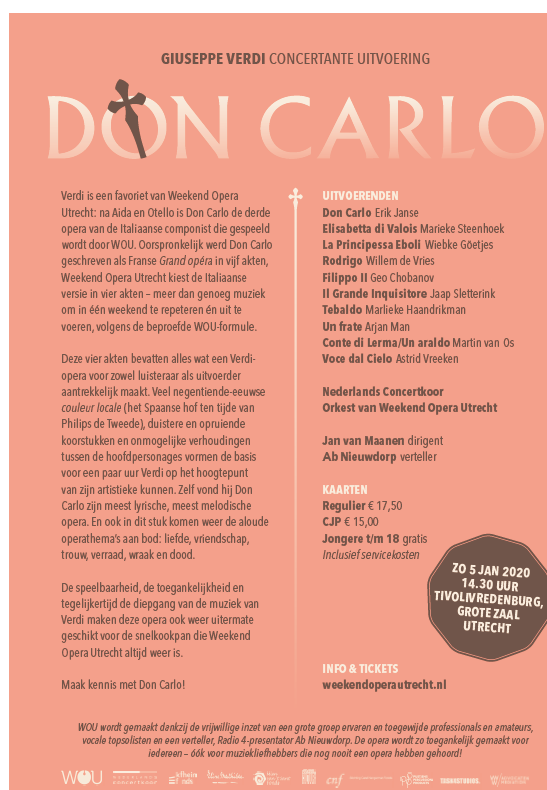 GIUSEPPE VERDI CONCERTANTE UITVOERING
DON CARLO
Verdi is een favoriet van Weekend Opera
Utrecht: na Aida en Otello is Don Carlo de derde
opera van de Italiaanse componist die gespeeld
wordt door WOU. Oorspronkelijk werd Don Carlo
geschreven als Franse Grand opéra in vijf akten,
Weekend Opera Utrecht kiest de Italiaanse
versie in vier akten – meer dan genoeg muziek
om in één weekend te repeteren én uit te
voeren, volgens de beproefde WOU-formule.
Deze vier akten bevatten alles wat een Verdi-
opera voor zowel luisteraar als uitvoerder
aantrekkelijk maakt. Veel negentiende-eeuwse
couleur locale (het Spaanse hof ten tijde van
Philips de Tweede), duistere en opruiende
koorstukken en onmogelijke verhoudingen
tussen de hoofdpersonages vormen de basis
voor een paar uur Verdi op het hoogtepunt
van zijn artistieke kunnen. Zelf vond hij Don
Carlo zijn meest lyrische, meest melodische
opera. En ook in dit stuk komen weer de aloude
operathema's aan bod: liefde, vriendschap,
trouw, verraad, wraak en dood.
De speelbaarheid, de toegankelijkheid en
tegelijkertijd de diepgang van de muziek van
Verdi maken deze opera ook weer uitermate
geschikt voor de snelkookpan die Weekend
Opera Utrecht altijd weer is.
Maak kennis met Don Carlo!
UITVOERENDEN
Don Carlo Erik Janse
Elisabetta di Valois Marieke Steenhoek
La Principessa Eboli Wiebke Göetjes
Rodrigo Willem de Vries
Filippo II Geo Chobanov
Il Grande Inquisitore Jaap Sletterink
Tebaldo Marlieke Haandrikman
Un frate Arjan Man
Conte di Lerma/Un araldo Martin van Os
Voce dal Cielo Astrid Vreeken
Nederlands Concertkoor
Orkest van Weekend Opera Utrecht
Jan van Maanen dirigent
Ab Nieuwdorp verteller
KAARTEN
Regulier € 17,50
CJP € 15,00
Jongere t/m 18 gratis
Inclusief servicekosten
ZO 5 JAN 2020
14.30 UUR
TIVOLIVREDENBURG,
GROTE ZAAL
UTRECHT
INFO & TICKETS
weekendoperautrecht.nl
WOU wordt gemaakt dankzij de vrijwillige inzet van een grote groep ervaren en toegewijde professionals en amateurs,
vocale topsolisten en een verteller, Radio 4-presentator Ab Nieuwdorp. De opera wordt zo toegankelijk gemaakt voor
iedereen – óók voor muziekliefhebbers die nog nooit een opera hebben gehoord!
WOU
cnf